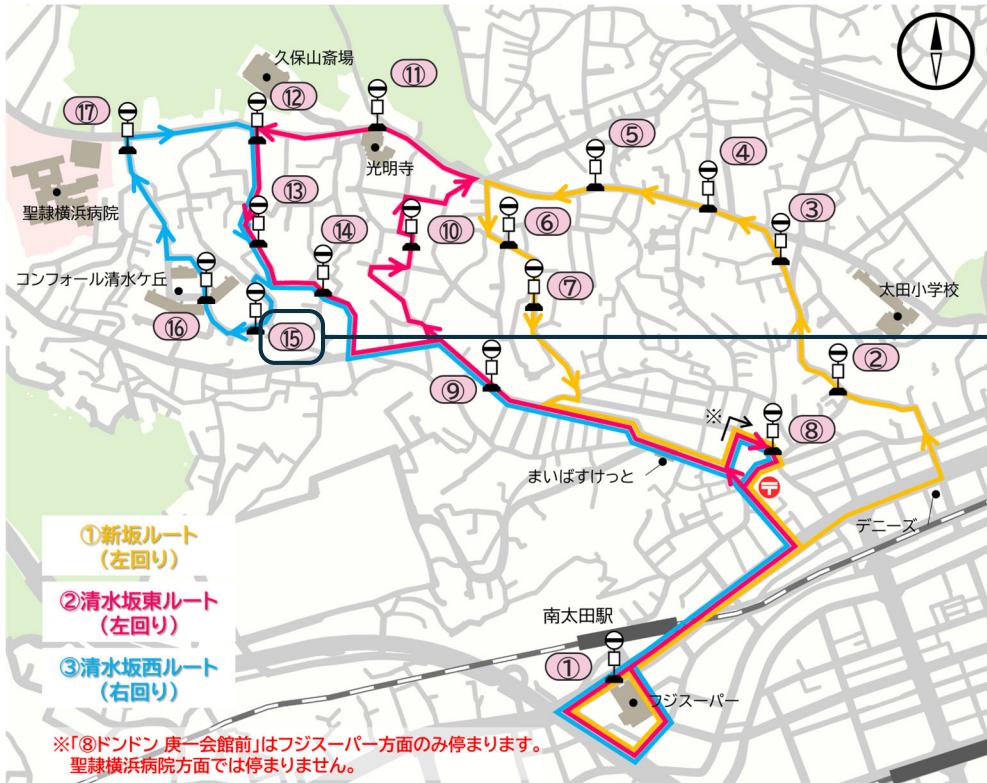 久保山斎場
⑪
⑰
⑫
⑤
④
光明寺
聖隷横浜病院
⑬
③
⑥
⑩
⑭
コンフォール清水ケ丘
⑦
太田小学校
⑯
⑮
②
⑨
※
⑧
まいばすけっと
〒
デニーズ
①新坂ルート
(左回り)
②清水坂東ルート
(左回り)
③清水坂西ルート
(右回り)
南太田駅
①
フジスーパー
※「⑧ドンドン 庚一会館前」はフジスーパー方面のみ停まります。
聖隷横浜病院方面では停まりません。